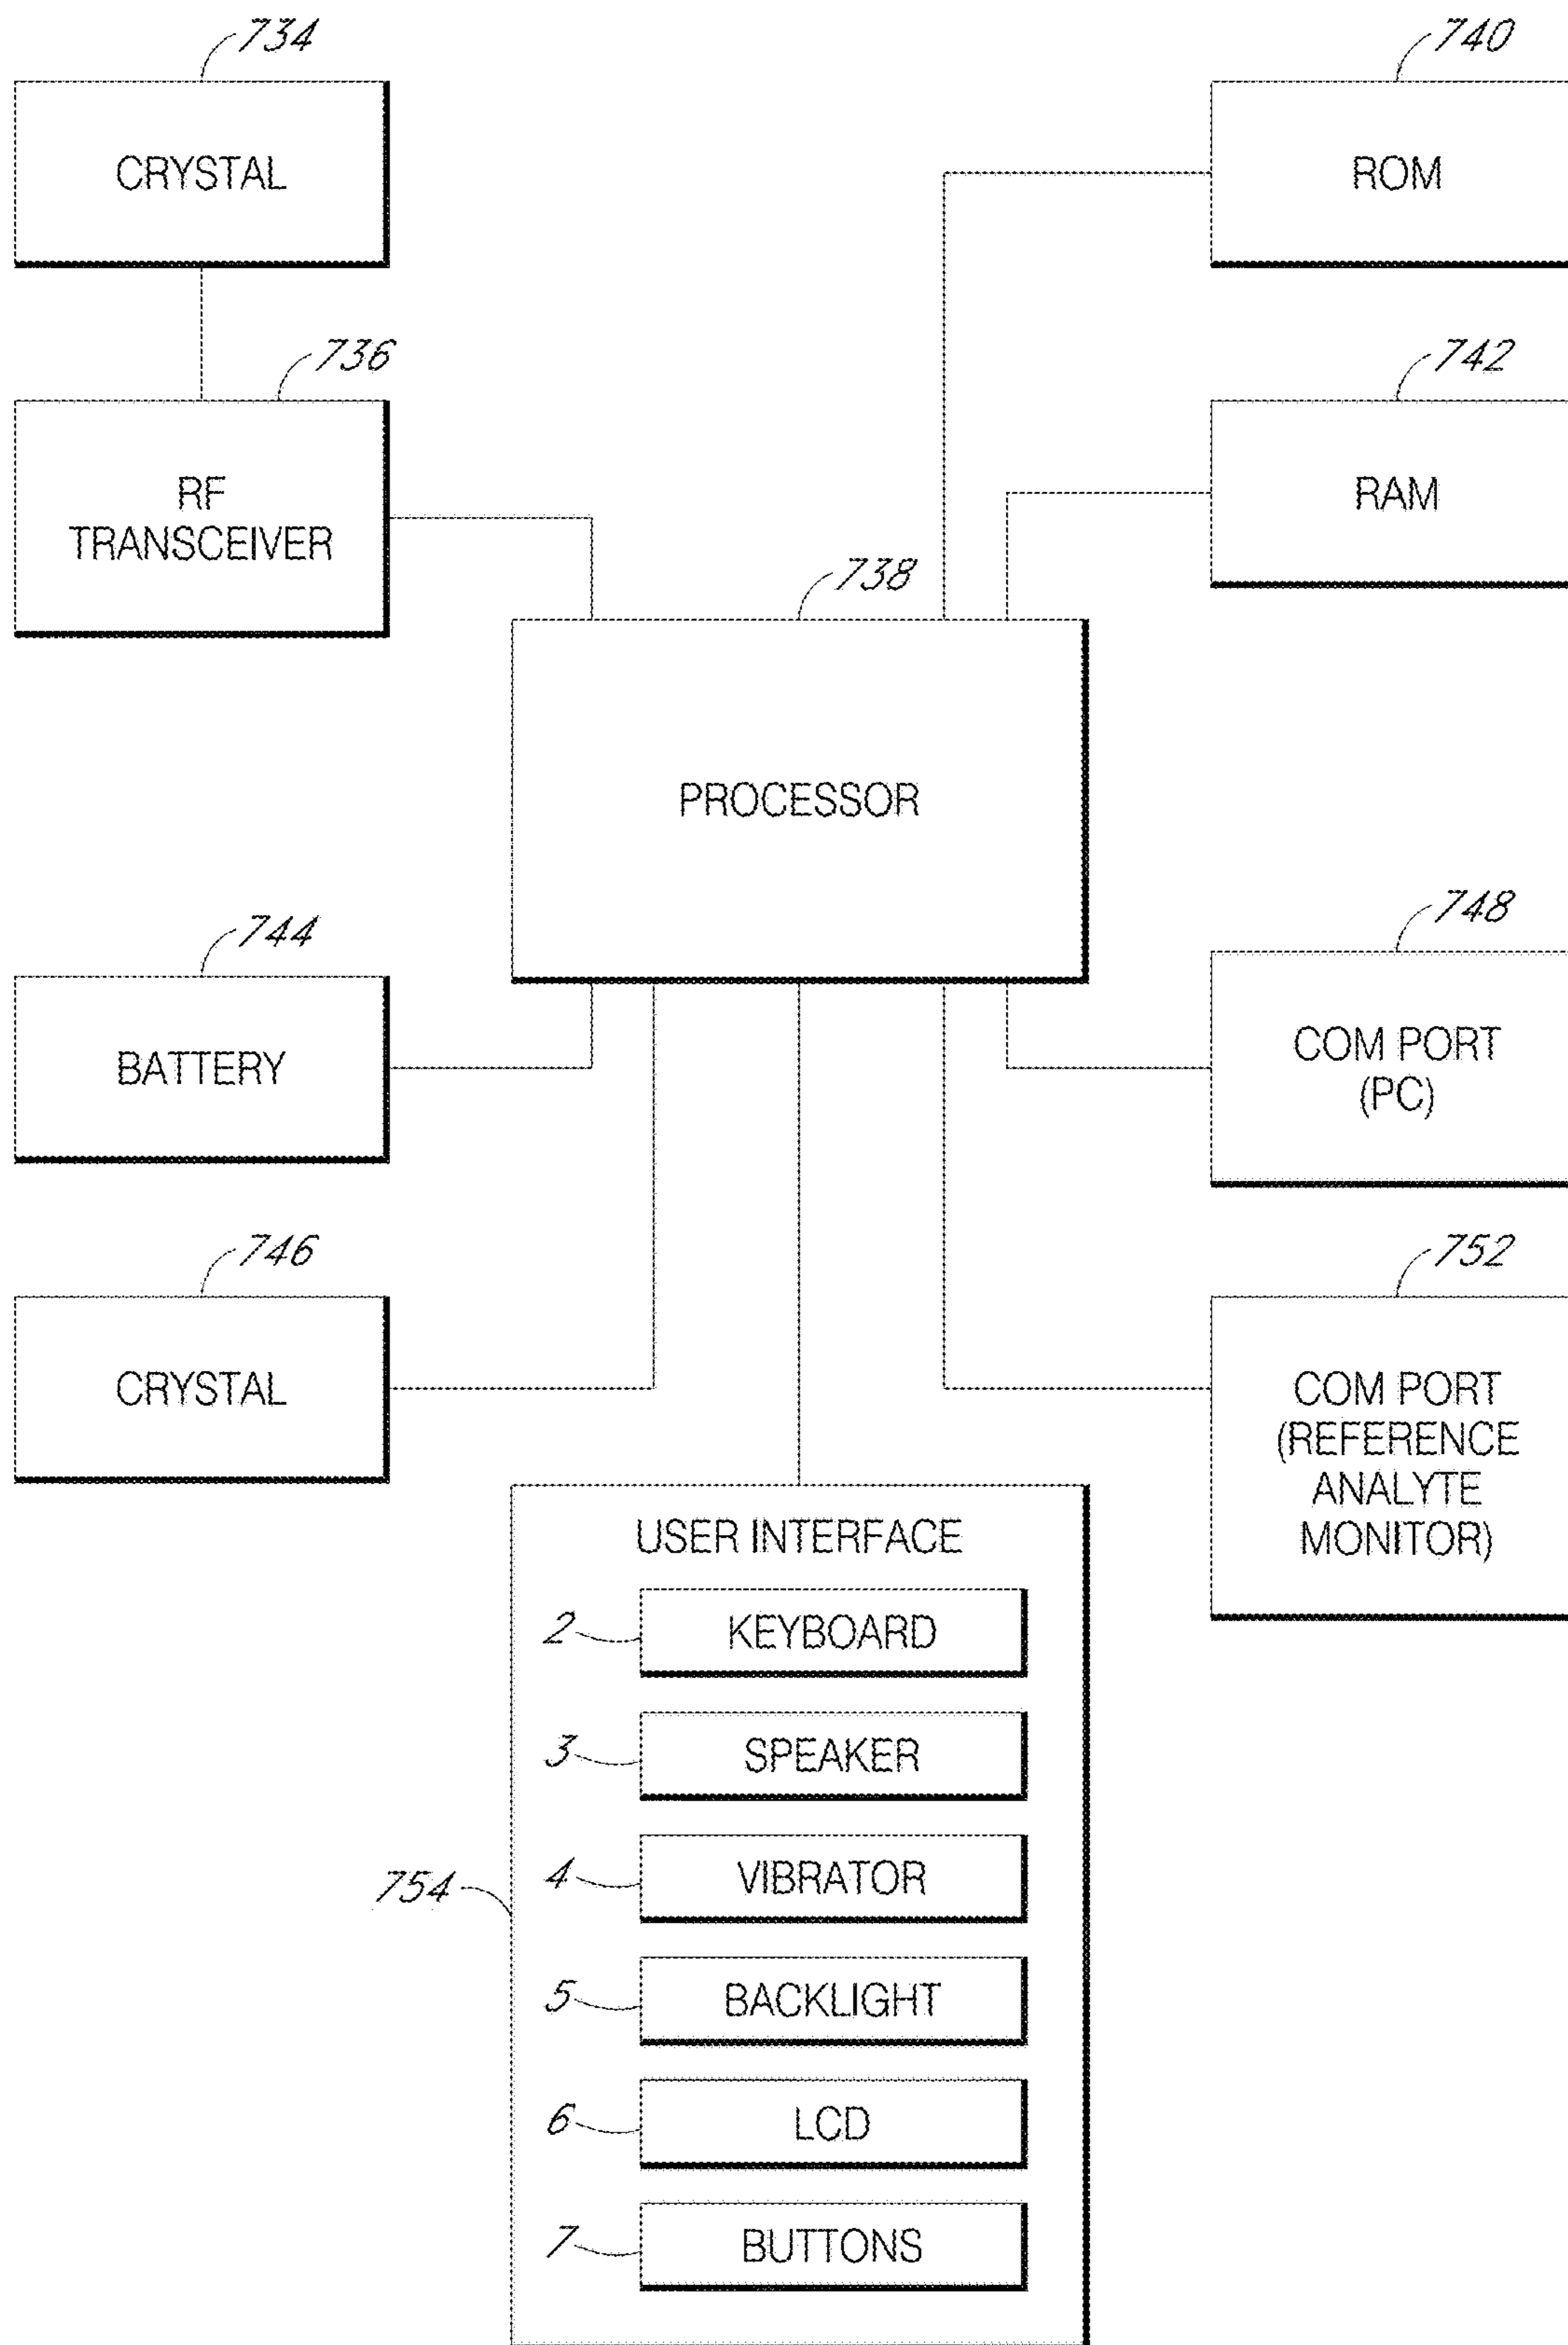 734
CRYSTAL
740
ROM
736
RF
TRANSCEIVER
742
RAM
738
PROCESSOR
744
BATTERY
748
COM PORT
(PC)
746
CRYSTAL
752
COM PORT
(REFERENCE
ANALYTE
MONITOR)
754
USER INTERFACE
2
KEYBOARD
3
SPEAKER
4
VIBRATOR
5
BACKLIGHT
6
LCD
7
BUTTONS